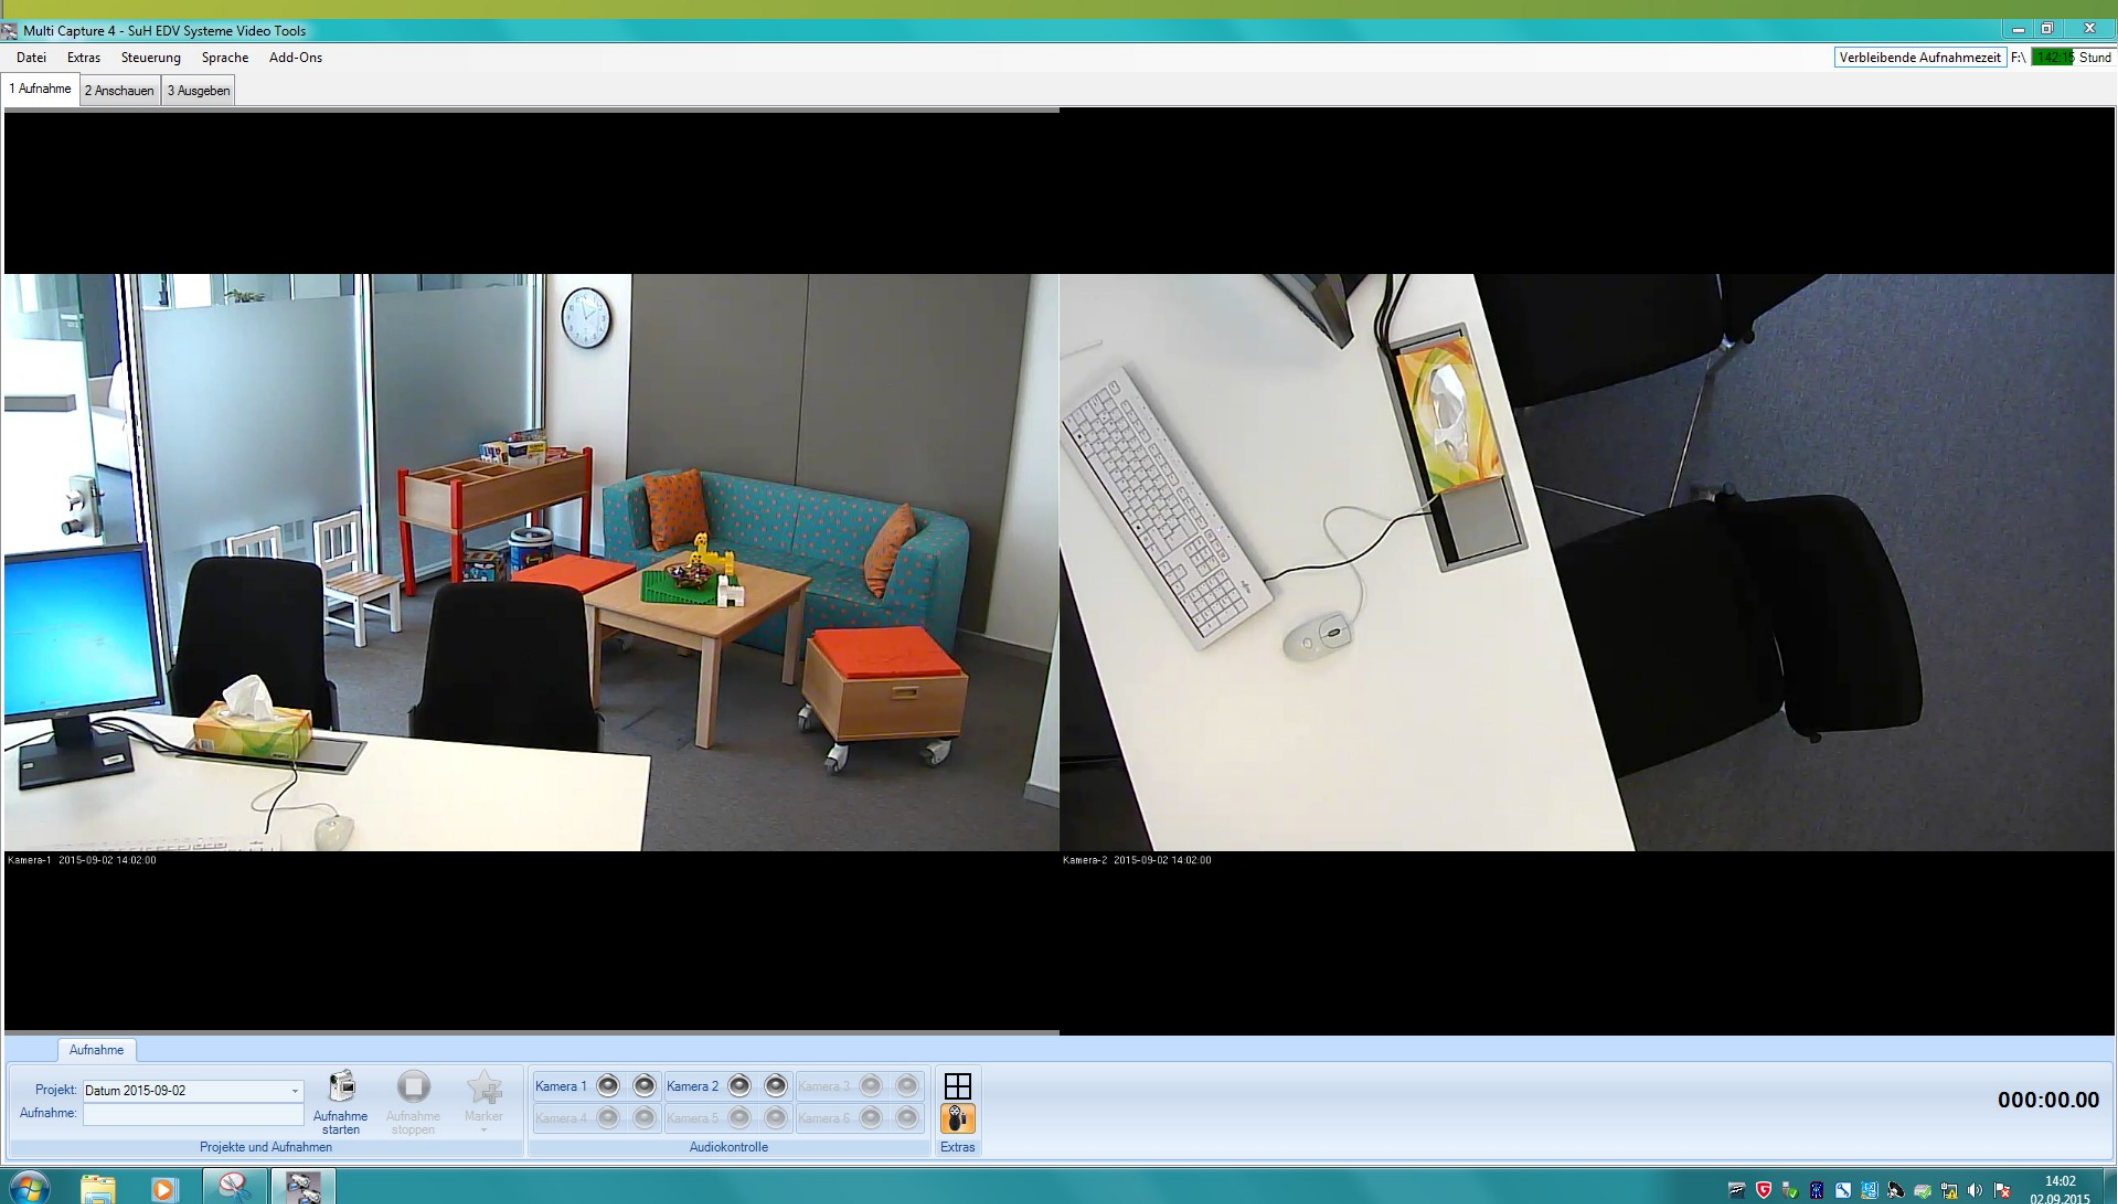 Multi Capture 4 - SuH EDV Systeme Video Tools
Datei Extras Steuerung Sprache Add-Ons
Verbleibende Aufnahmezeit F:\ 142:15 Stund
1 Aufnahme 2 Anschauen 3 Ausgeben
Kamera-1 2015-09-02 14:02:00
Kamera-2 2015-09-02 14:02:00
Aufnahme
Projekt: Datum 2015-09-02
Aufnahme:
Aufnahme starten
Aufnahme stoppen
Marker
Projekte und Aufnahmen
Kamera 1 Kamera 2 Kamera 3
Kamera 4 Kamera 5 Kamera 6
Audiokontrolle
Extras
000:00.00
14:02
02.09.2015